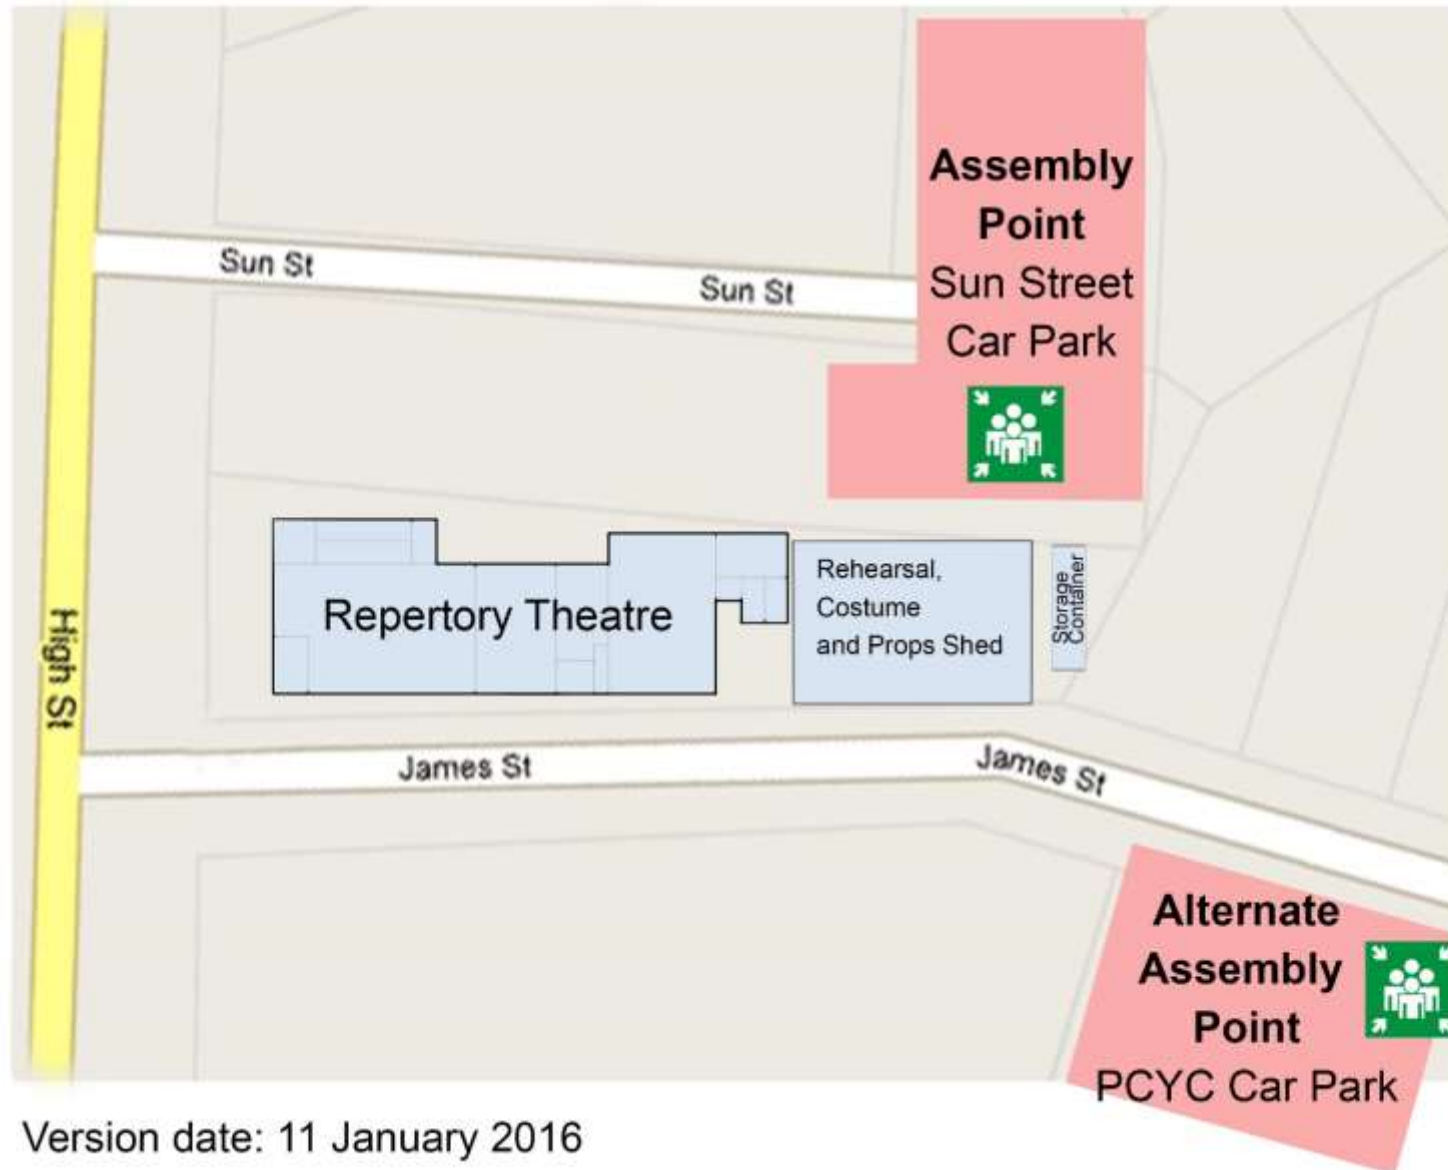 Assembly
Point
Sun Street
Car Park
Sun St
Sun St
Repertory Theatre
Rehearsal,
Costume
and Props Shed
Storage
Container
High St
James St
James St
Alternate
Assembly
Point
PCYC Car Park
Version date: 11 January 2016